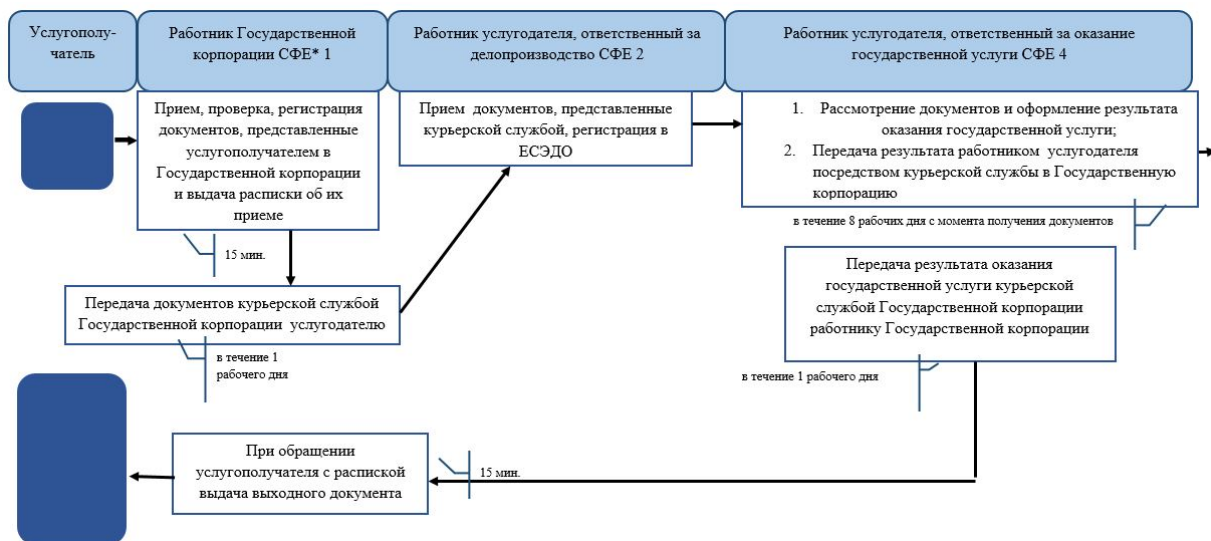 Услугополу-
чатель
Работник Государственной
корпорации СФЕ* 1
Работник услугодателя, ответственный за
делопроизводство СФЕ 2
Работник услугодателя, ответственный за оказание
государственной услуги СФЕ 4
Прием, проверка, регистрация
документов, представленные
услугополучателем в
Государственной корпорации
и выдача расписки об их
приеме
Прием документов, представленные
курьерской службой, регистрация в
ЕСЭДО
1. Рассмотрение документов и оформление результата
оказания государственной услуги;
2. Передача результата работником услугодателя
посредством курьерской службы в Государственную
корпорацию
в течение 8 рабочих дня с момента получения документов
15 мин.
Передача документов курьерской службой
Государственной корпорации услугодателю
в течение 1
рабочего дня
Передача результата оказания
государственной услуги курьерской
службой Государственной корпорации
работнику Государственной корпорации
в течение 1 рабочего дня
При обращении
услугополучателя с распиской
выдача выходного документа
15 мин.